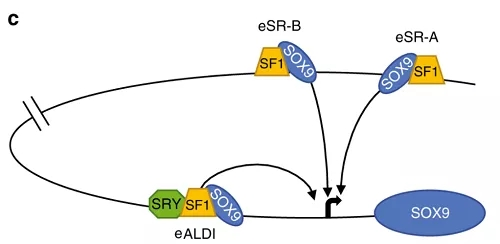 c
eSR-B
eSR-A
SF1 SOX9
SOX9 SF1
SRY SF1 SOX9
SOX9
eALDI